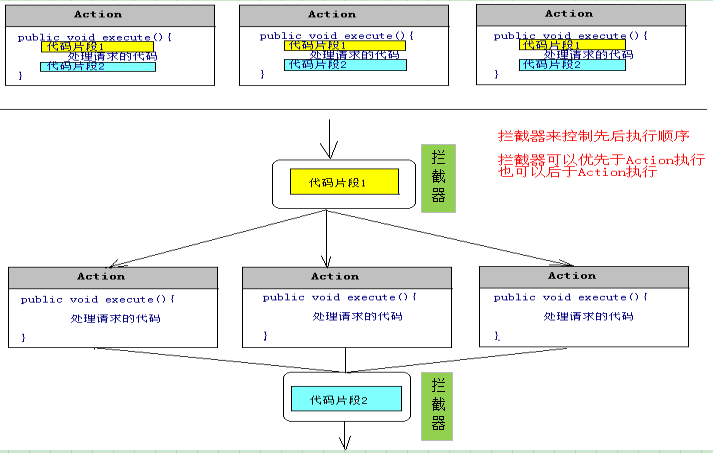 Action
public void execute(){
代码片段1
处理请求的代码
代码片段2
}
Action
public void execute(){
代码片段1
处理请求的代码
代码片段2
}
Action
public void execute(){
代码片段1
处理请求的代码
代码片段2
}
拦截器来控制先后执行顺序
拦截器可以优先于Action执行
也可以后于Action执行
代码片段1
拦截器
Action
public void execute(){
处理请求的代码
}
Action
public void execute(){
处理请求的代码
}
Action
public void execute(){
处理请求的代码
}
代码片段2
拦截器